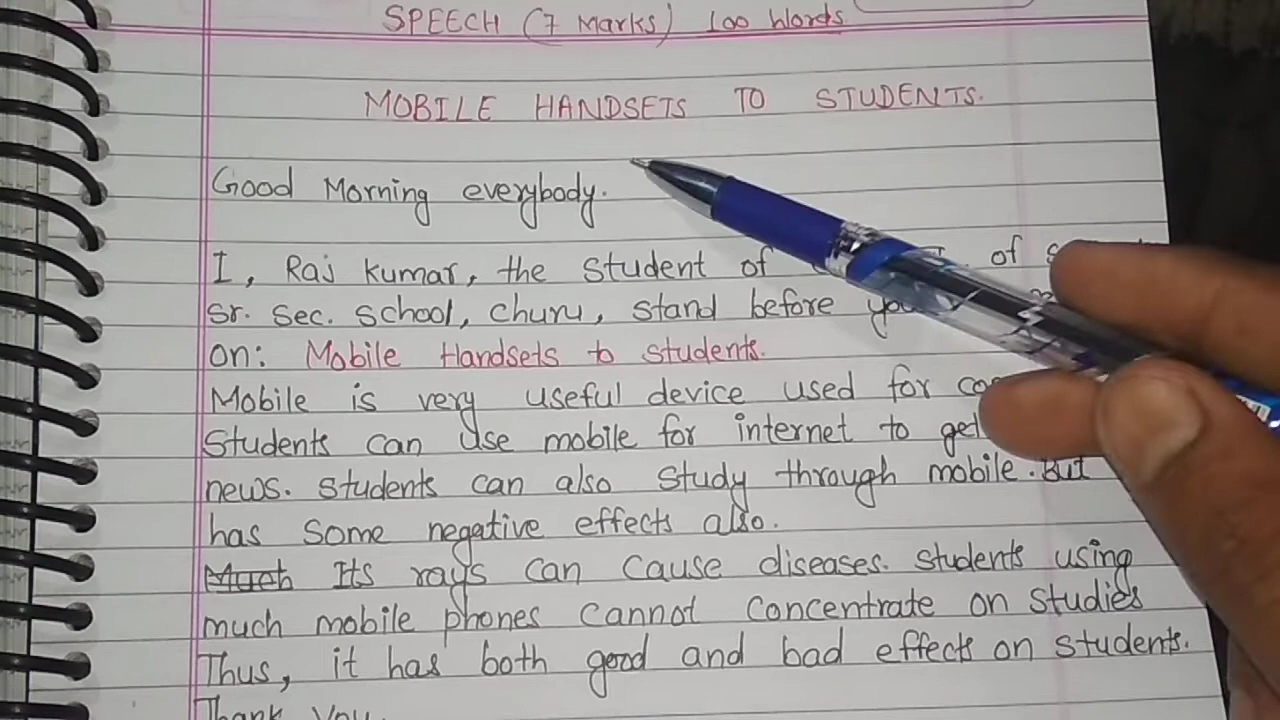 SPEECH (7 Marks) 100 Words
MOBILE HANDSETS TO STUDENTS.
Good Morning everybody.
I, Raj Kumar, the student of of
Sr. Sec. School, Churu, stand before
on: Mobile Handsets to students.
Mobile is very useful device used for
Students can use mobile for internet to get
news. Students can also study through mobile. But
has some negative effects also.
Much Its rays can cause diseases. Students using
much mobile phones cannot concentrate on studies
Thus, it has both good and bad effects on students.
Thank You.